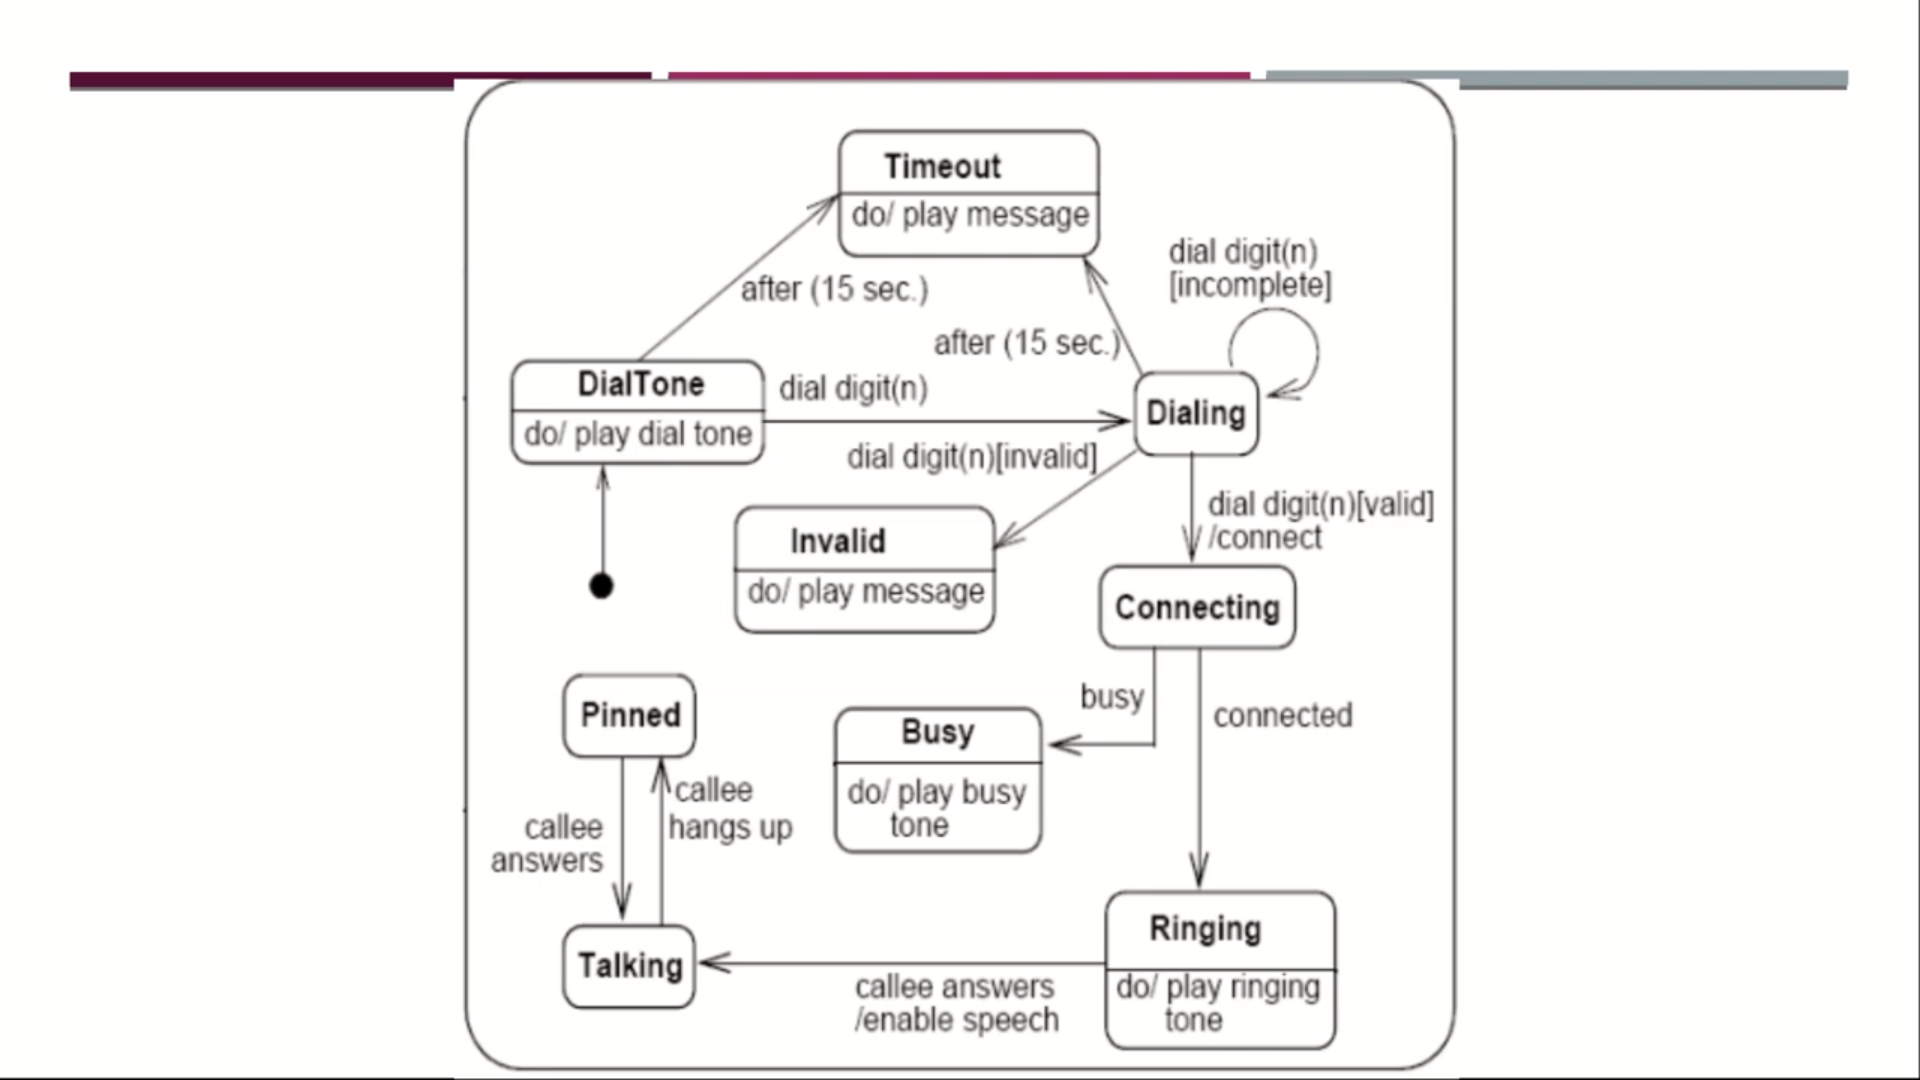 Timeout
do/ play message
dial digit(n)
[incomplete]
after (15 sec.)
after (15 sec.)
DialTone
do/ play dial tone
dial digit(n)
Dialing
dial digit(n)[invalid]
dial digit(n)[valid]
/connect
Invalid
do/ play message
Connecting
busy
connected
Pinned
Busy
do/ play busy
tone
callee
hangs up
callee
answers
Talking
callee answers
/enable speech
Ringing
do/ play ringing
tone